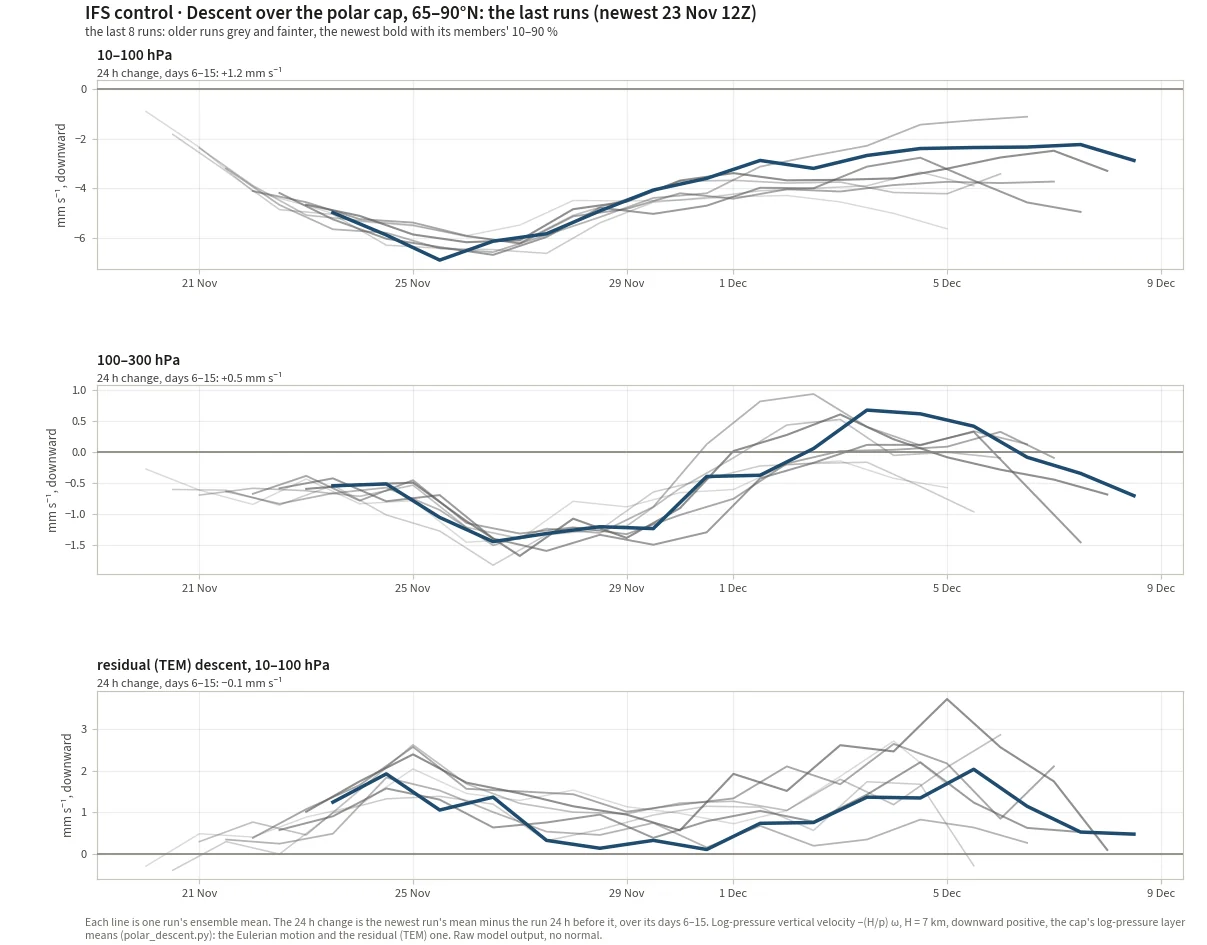 IFS control · Descent over the polar cap, 65–90°N: the last runs (newest 23 Nov 12Z)
the last 8 runs: older runs grey and fainter, the newest bold with its members' 10–90 %
10–100 hPa
24 h change, days 6–15: +1.2 mm s⁻¹
mm s⁻¹, downward
0
−2
−4
−6
21 Nov
25 Nov
29 Nov
1 Dec
5 Dec
9 Dec
100–300 hPa
24 h change, days 6–15: +0.5 mm s⁻¹
mm s⁻¹, downward
1.0
0.5
0.0
−0.5
−1.0
−1.5
21 Nov
25 Nov
29 Nov
1 Dec
5 Dec
9 Dec
residual (TEM) descent, 10–100 hPa
24 h change, days 6–15: −0.1 mm s⁻¹
mm s⁻¹, downward
3
2
1
0
21 Nov
25 Nov
29 Nov
1 Dec
5 Dec
9 Dec
Each line is one run's ensemble mean. The 24 h change is the newest run's mean minus the run 24 h before it, over its days 6–15. Log-pressure vertical velocity −(H/p) ω, H = 7 km, downward positive, the cap's log-pressure layer
means (polar_descent.py): the Eulerian motion and the residual (TEM) one. Raw model output, no normal.